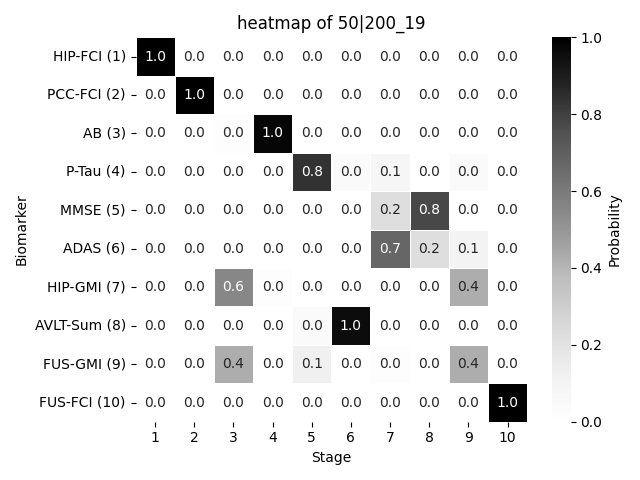 heatmap of 50|200_19
HIP-FCI (1) 1.0 0.0 0.0 0.0 0.0 0.0 0.0 0.0 0.0 0.0
PCC-FCI (2) 0.0 1.0 0.0 0.0 0.0 0.0 0.0 0.0 0.0 0.0
AB (3) 0.0 0.0 0.0 1.0 0.0 0.0 0.0 0.0 0.0 0.0
P-Tau (4) 0.0 0.0 0.0 0.0 0.8 0.0 0.1 0.0 0.0 0.0
MMSE (5) 0.0 0.0 0.0 0.0 0.0 0.0 0.2 0.8 0.0 0.0
ADAS (6) 0.0 0.0 0.0 0.0 0.0 0.0 0.7 0.2 0.1 0.0
HIP-GMI (7) 0.0 0.0 0.6 0.0 0.0 0.0 0.0 0.0 0.4 0.0
AVLT-Sum (8) 0.0 0.0 0.0 0.0 0.0 1.0 0.0 0.0 0.0 0.0
FUS-GMI (9) 0.0 0.0 0.4 0.0 0.1 0.0 0.0 0.0 0.4 0.0
FUS-FCI (10) 0.0 0.0 0.0 0.0 0.0 0.0 0.0 0.0 0.0 1.0
1 2 3 4 5 6 7 8 9 10
Stage
Biomarker
1.0
0.8
0.6
0.4
0.2
0.0
Probability